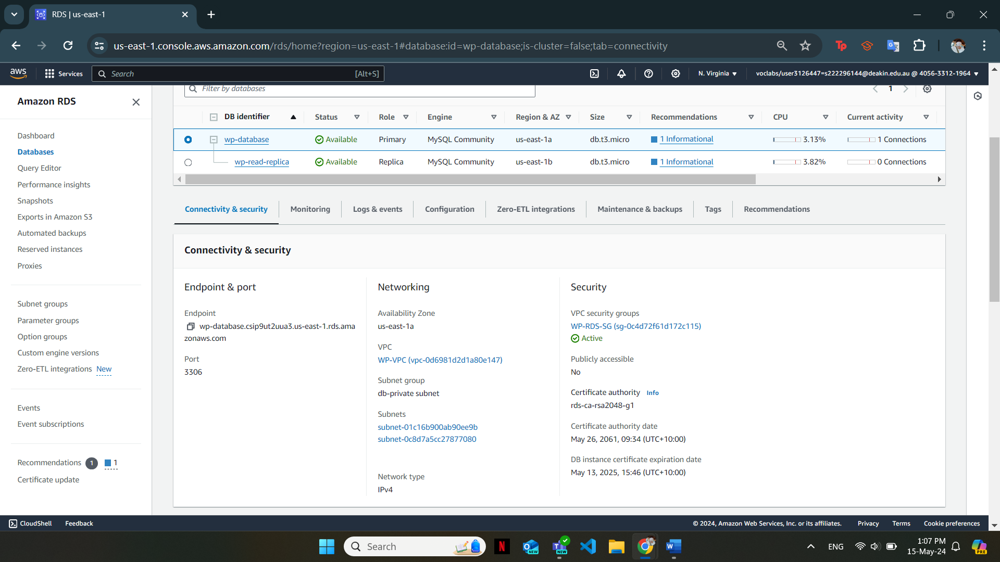 RDS | us-east-1
us-east-1.console.aws.amazon.com/rds/home?region=us-east-1#database:id=wp-database;is-cluster=false;tab=connectivity
aws
Services
Search
[Alt+S]
N. Virginia
voclabs/user3126447=s222296144@deakin.edu.au @ 4056-3312-1964
Amazon RDS
Dashboard
Databases
Query Editor
Performance insights
Snapshots
Exports in Amazon S3
Automated backups
Reserved instances
Proxies
Subnet groups
Parameter groups
Option groups
Custom engine versions
Zero-ETL integrations New
Events
Event subscriptions
Recommendations 1 1
Certificate update
Filter by databases
1
DB identifier Status Role Engine Region & AZ Size Recommendations CPU Current activity
wp-database Available Primary MySQL Community us-east-1a db.t3.micro 1 Informational 3.13% 1 Connections
wp-read-replica Available Replica MySQL Community us-east-1b db.t3.micro 1 Informational 3.82% 0 Connections
Connectivity & security Monitoring Logs & events Configuration Zero-ETL integrations Maintenance & backups Tags Recommendations
Connectivity & security
Endpoint & port
Endpoint
wp-database.csip9ut2uua3.us-east-1.rds.ama
zonaws.com
Port
3306
Networking
Availability Zone
us-east-1a
VPC
WP-VPC (vpc-0d6981d2d1a80e147)
Subnet group
db-private subnet
Subnets
subnet-01c16b900ab90ee9b
subnet-0c8d7a5cc27877080
Network type
IPv4
Security
VPC security groups
WP-RDS-SG (sg-0c4d72f61d172c115)
Active
Publicly accessible
No
Certificate authority Info
rds-ca-rsa2048-g1
Certificate authority date
May 26, 2061, 09:34 (UTC+10:00)
DB instance certificate expiration date
May 13, 2025, 15:46 (UTC+10:00)
CloudShell Feedback
© 2024, Amazon Web Services, Inc. or its affiliates. Privacy Terms Cookie preferences
Search
ENG
1:07 PM
15-May-24